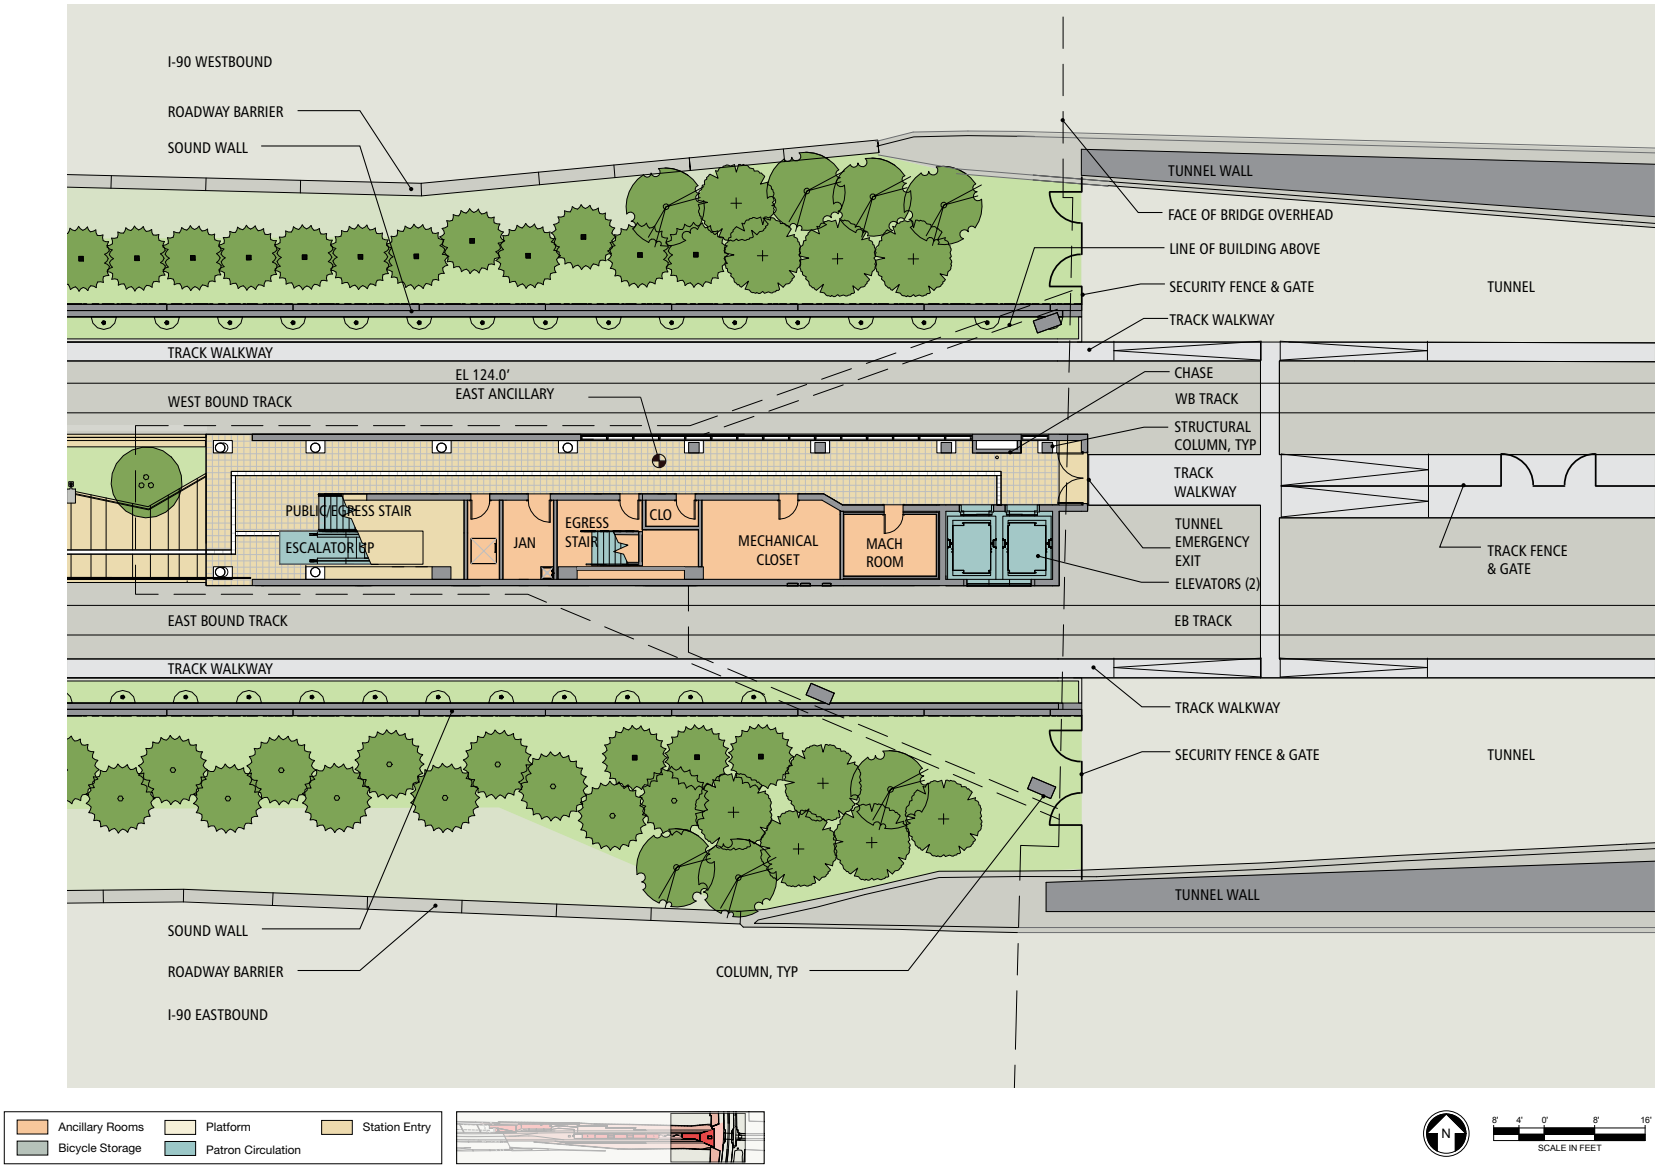 I-90 WESTBOUND
ROADWAY BARRIER
SOUND WALL
TUNNEL WALL
FACE OF BRIDGE OVERHEAD
LINE OF BUILDING ABOVE
SECURITY FENCE & GATE
TUNNEL
TRACK WALKWAY
TRACK WALKWAY
EL 124.0'
EAST ANCILLARY
CHASE
WEST BOUND TRACK
WB TRACK
STRUCTURAL
COLUMN, TYP
TRACK
WALKWAY
PUBLIC/EGRESS STAIR
ESCALATOR UP
JAN
EGRESS
STAIR
CLO
MECHANICAL
CLOSET
MACH
ROOM
TUNNEL
EMERGENCY
EXIT
TRACK FENCE
& GATE
ELEVATORS (2)
EAST BOUND TRACK
EB TRACK
TRACK WALKWAY
TRACK WALKWAY
SECURITY FENCE & GATE
TUNNEL
TUNNEL WALL
SOUND WALL
ROADWAY BARRIER
COLUMN, TYP
I-90 EASTBOUND
Ancillary Rooms
Platform
Station Entry
Bicycle Storage
Patron Circulation
N
8' 4' 0' 8' 16'
SCALE IN FEET